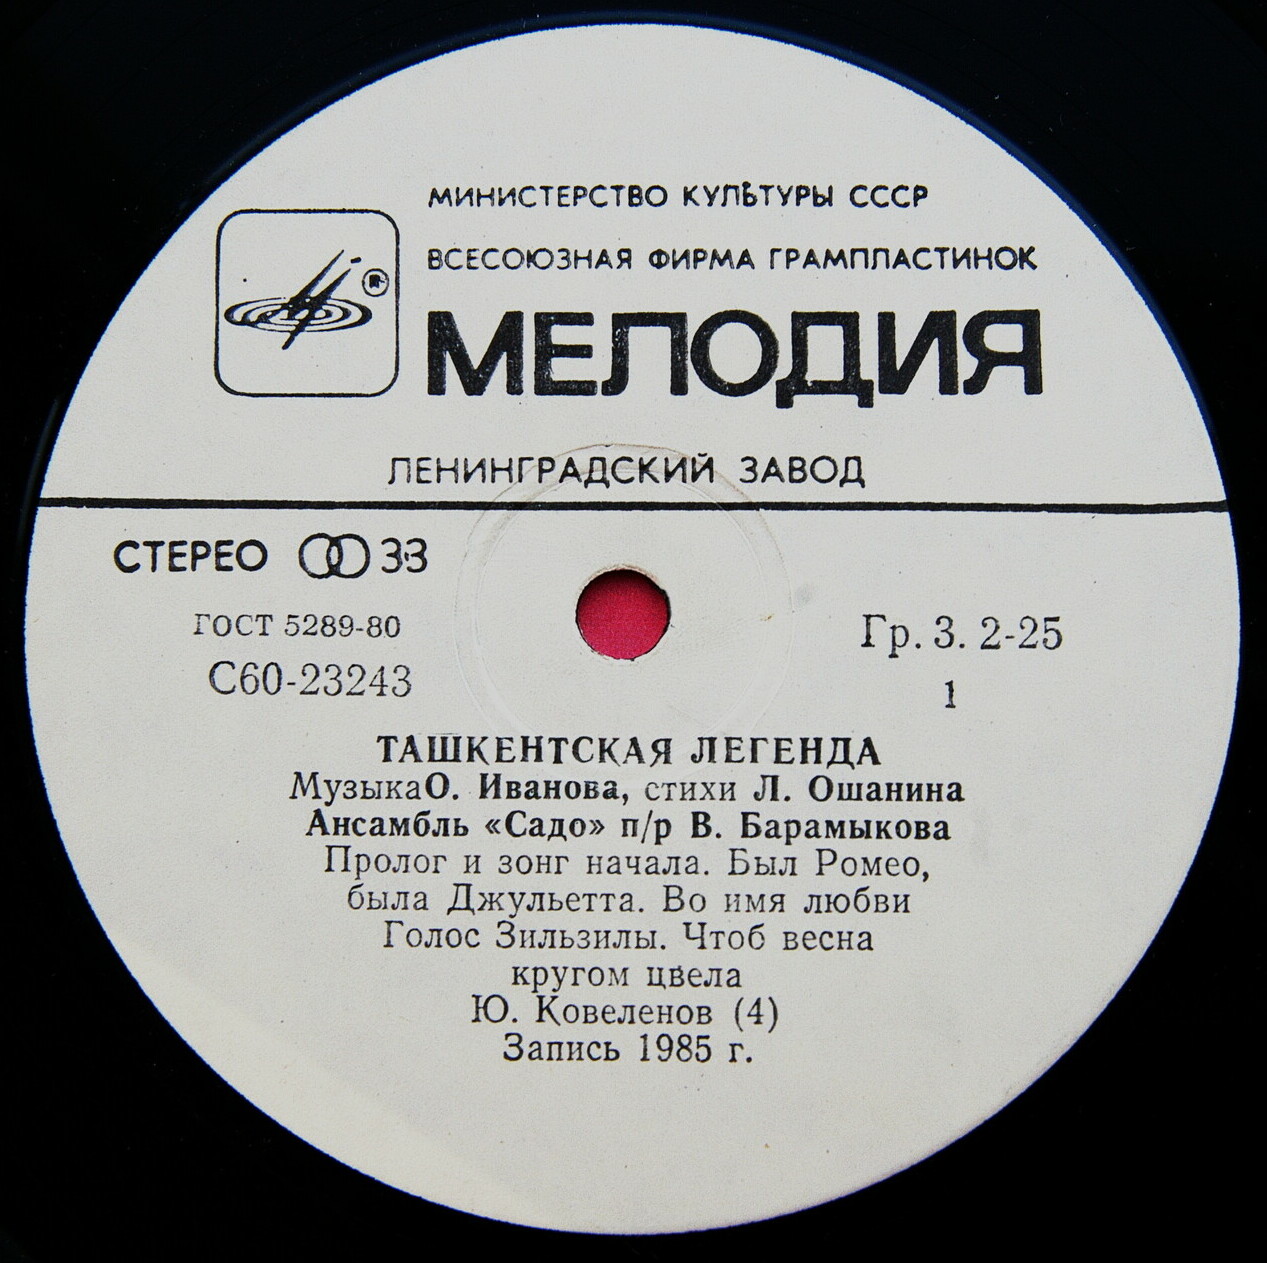 МИНИСТЕРСТВО КУЛЬТУРЫ СССР
ВСЕСОЮЗНАЯ ФИРМА ГРАМПЛАСТИНОК
®
МЕЛОДИЯ
ЛЕНИНГРАДСКИЙ ЗАВОД
СТЕРЕО 33
ГОСТ 5289-80
Гр. 3. 2-25
С60-23243
1
ТАШКЕНТСКАЯ ЛЕГЕНДА
МузыкаО. Иванова, стихи Л. Ошанина
Ансамбль «Садо» п/р В. Барамыкова
Пролог и зонг начала. Был Ромео,
была Джульетта. Во имя любви
Голос Зильзилы. Чтоб весна
кругом цвела
Ю. Ковеленов (4)
Запись 1985 г.